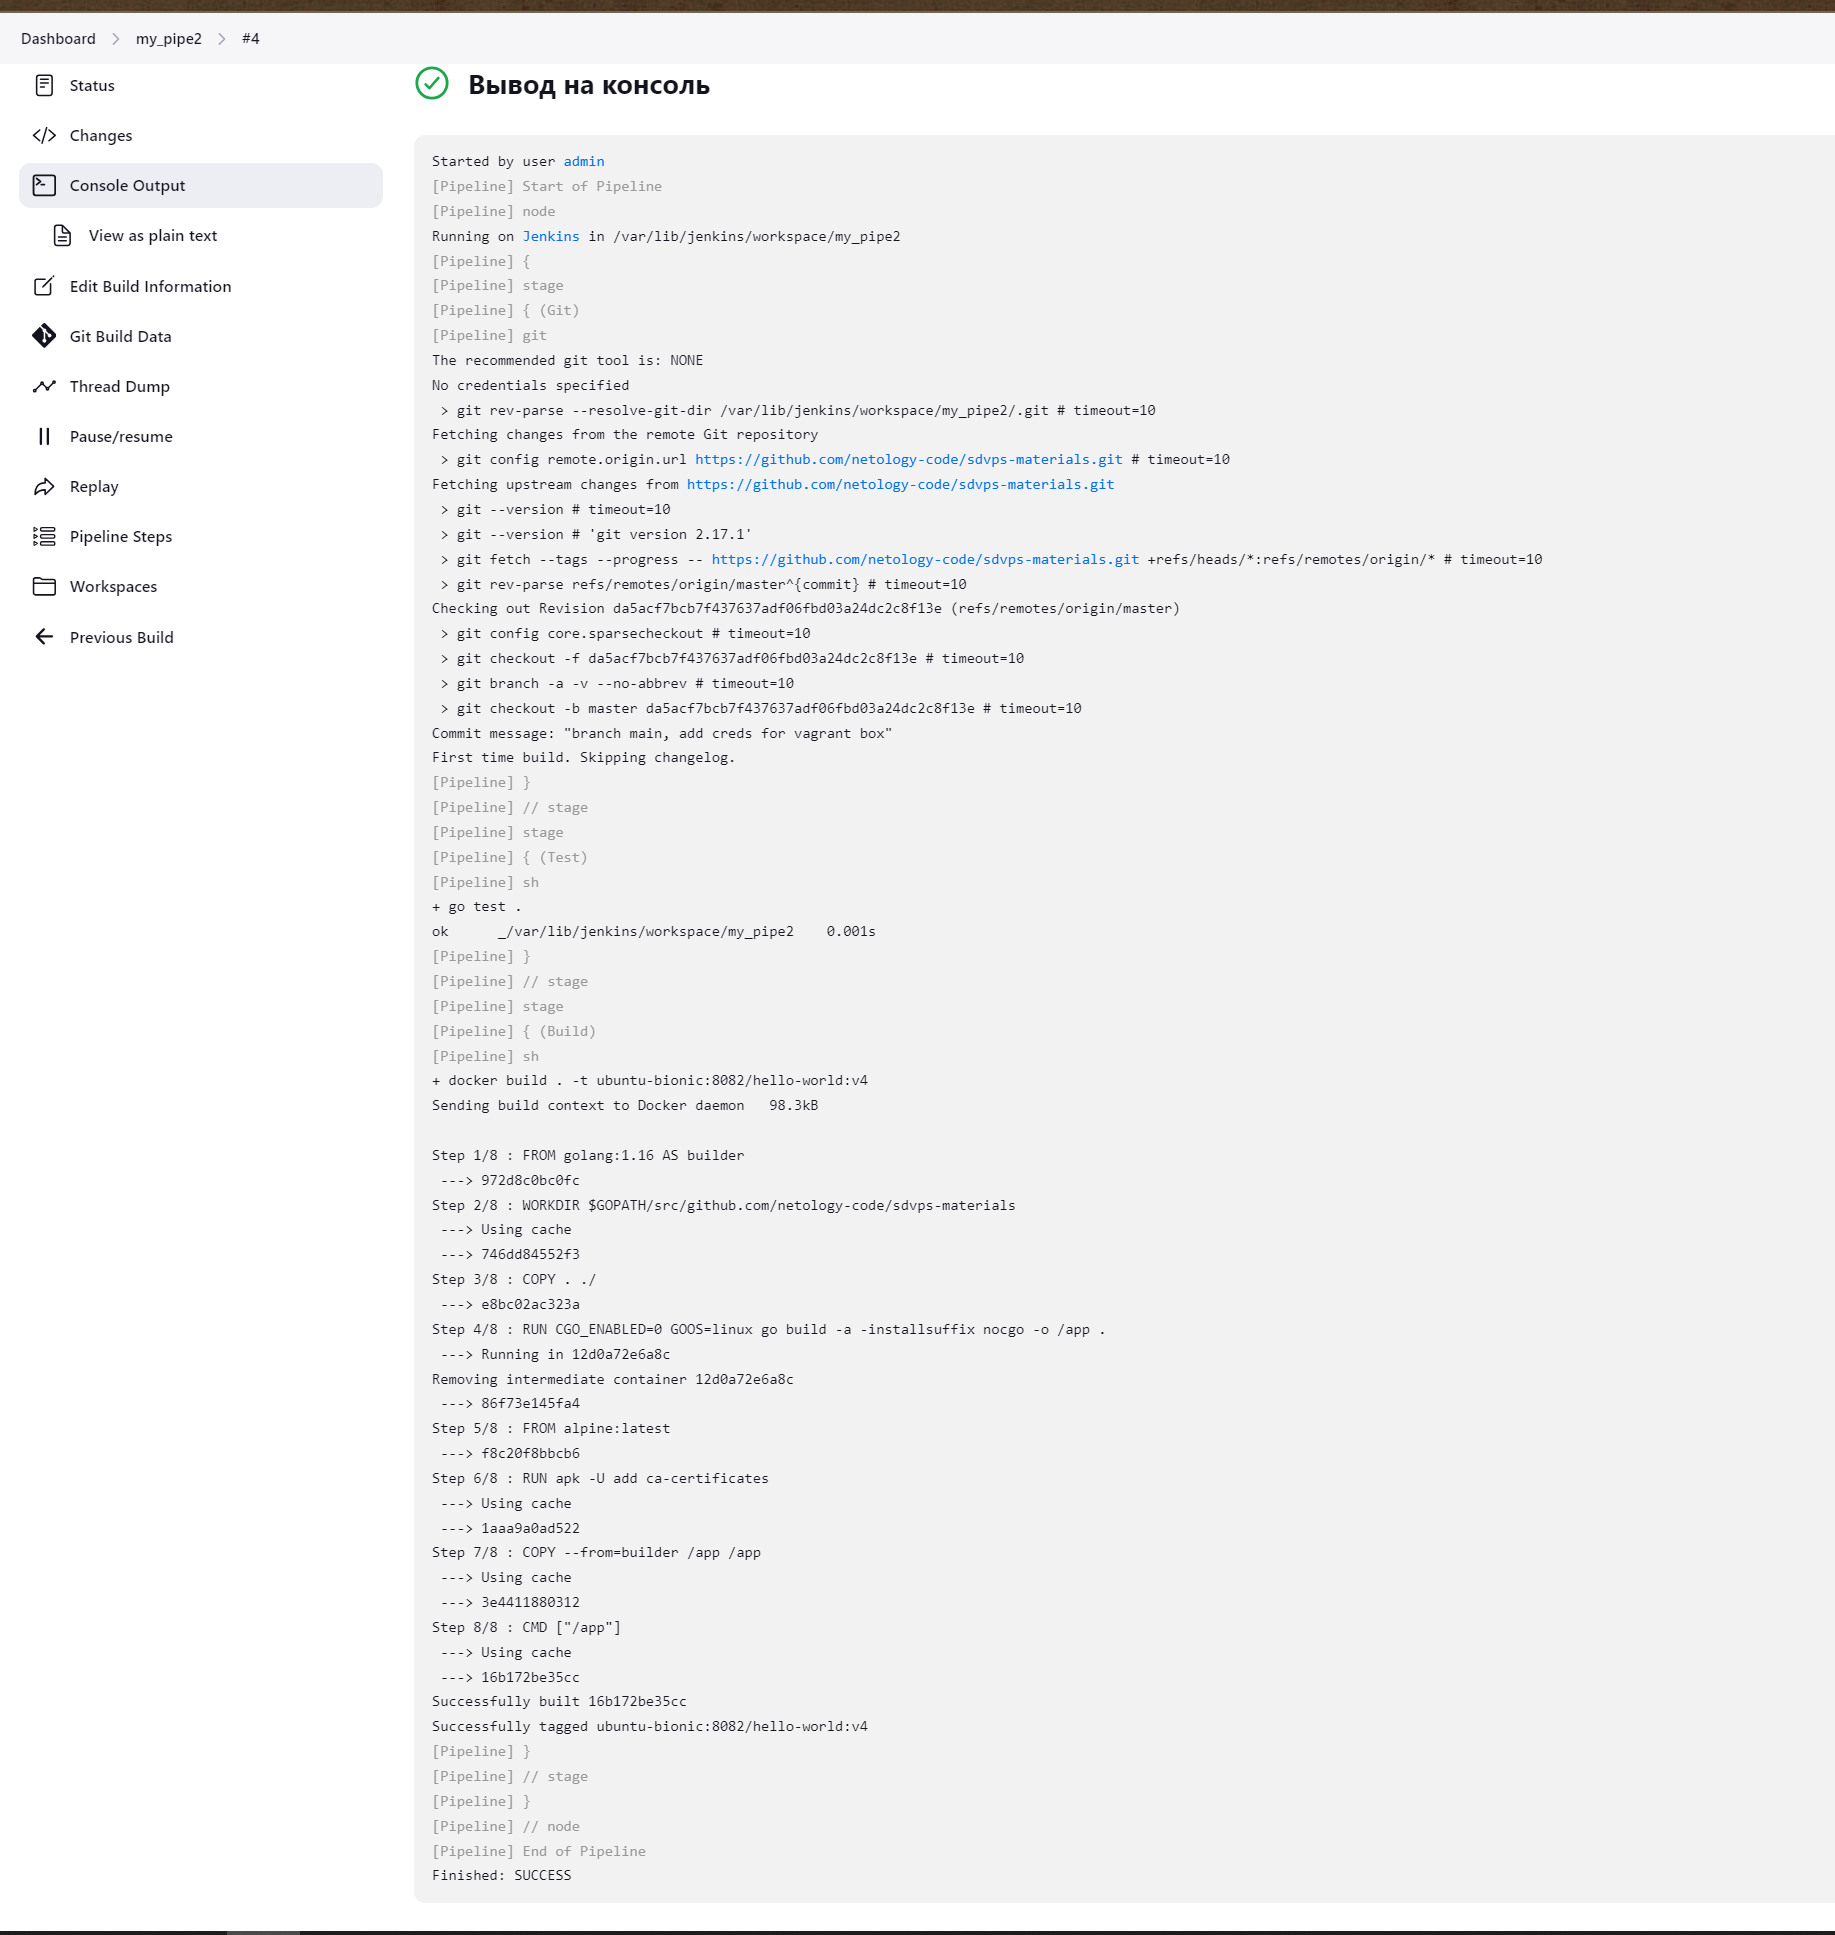 Dashboard > my_pipe2 > #4
Status
Changes
Console Output
View as plain text
Edit Build Information
Git Build Data
Thread Dump
Pause/resume
Replay
Pipeline Steps
Workspaces
Previous Build
Вывод на консоль
Started by user admin
[Pipeline] Start of Pipeline
[Pipeline] node
Running on Jenkins in /var/lib/jenkins/workspace/my_pipe2
[Pipeline] {
[Pipeline] stage
[Pipeline] { (Git)
[Pipeline] git
The recommended git tool is: NONE
No credentials specified
 > git rev-parse --resolve-git-dir /var/lib/jenkins/workspace/my_pipe2/.git # timeout=10
Fetching changes from the remote Git repository
 > git config remote.origin.url https://github.com/netology-code/sdvps-materials.git # timeout=10
Fetching upstream changes from https://github.com/netology-code/sdvps-materials.git
 > git --version # timeout=10
 > git --version # 'git version 2.17.1'
 > git fetch --tags --progress -- https://github.com/netology-code/sdvps-materials.git +refs/heads/*:refs/remotes/origin/* # timeout=10
 > git rev-parse refs/remotes/origin/master^{commit} # timeout=10
Checking out Revision da5acf7bcb7f437637adf06fbd03a24dc2c8f13e (refs/remotes/origin/master)
 > git config core.sparsecheckout # timeout=10
 > git checkout -f da5acf7bcb7f437637adf06fbd03a24dc2c8f13e # timeout=10
 > git branch -a -v --no-abbrev # timeout=10
 > git checkout -b master da5acf7bcb7f437637adf06fbd03a24dc2c8f13e # timeout=10
Commit message: "branch main, add creds for vagrant box"
First time build. Skipping changelog.
[Pipeline] }
[Pipeline] // stage
[Pipeline] stage
[Pipeline] { (Test)
[Pipeline] sh
+ go test .
ok      _/var/lib/jenkins/workspace/my_pipe2    0.001s
[Pipeline] }
[Pipeline] // stage
[Pipeline] stage
[Pipeline] { (Build)
[Pipeline] sh
+ docker build . -t ubuntu-bionic:8082/hello-world:v4
Sending build context to Docker daemon   98.3kB
Step 1/8 : FROM golang:1.16 AS builder
 ---> 972d8c0bc0fc
Step 2/8 : WORKDIR $GOPATH/src/github.com/netology-code/sdvps-materials
 ---> Using cache
 ---> 746dd84552f3
Step 3/8 : COPY . ./
 ---> e8bc02ac323a
Step 4/8 : RUN CGO_ENABLED=0 GOOS=linux go build -a -installsuffix nocgo -o /app .
 ---> Running in 12d0a72e6a8c
Removing intermediate container 12d0a72e6a8c
 ---> 86f73e145fa4
Step 5/8 : FROM alpine:latest
 ---> f8c20f8bbcb6
Step 6/8 : RUN apk -U add ca-certificates
 ---> Using cache
 ---> 1aaa9a0ad522
Step 7/8 : COPY --from=builder /app /app
 ---> Using cache
 ---> 3e4411880312
Step 8/8 : CMD ["/app"]
 ---> Using cache
 ---> 16b172be35cc
Successfully built 16b172be35cc
Successfully tagged ubuntu-bionic:8082/hello-world:v4
[Pipeline] }
[Pipeline] // stage
[Pipeline] }
[Pipeline] // node
[Pipeline] End of Pipeline
Finished: SUCCESS